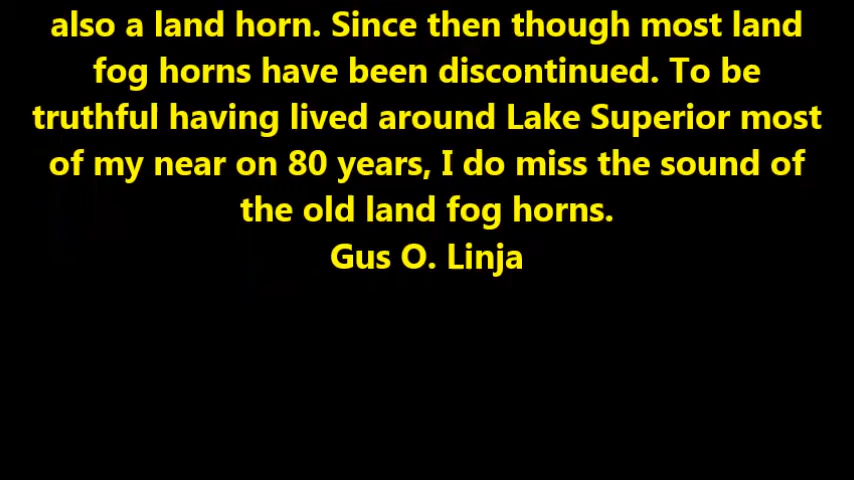 also a land horn. Since then though most land
fog horns have been discontinued. To be
truthful having lived around Lake Superior most
of my near on 80 years, I do miss the sound of
the old land fog horns.
Gus O. Linja